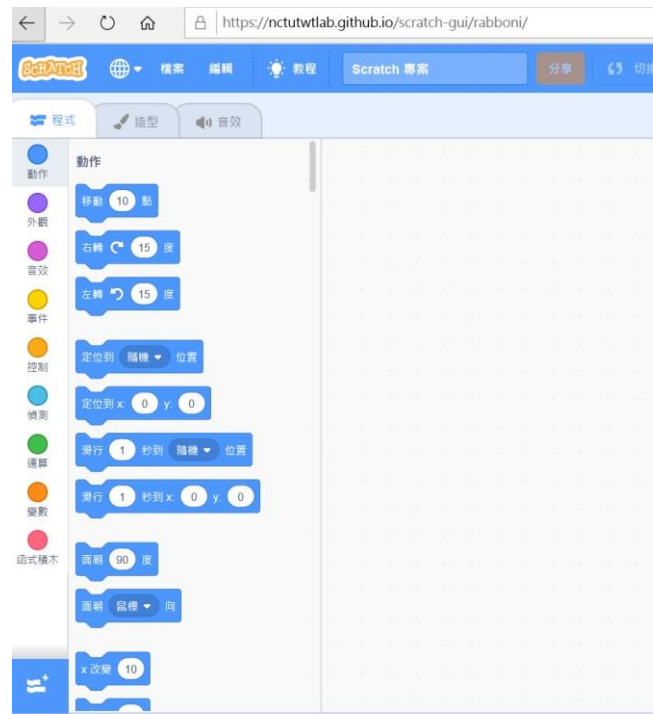 https://nctutwtlab.github.io/scratch-gui/rabboni/
SCRATCH 檔案 編輯 教程 Scratch 專案 分享
程式 造型 音效
動作
動作
外觀
音效
事件
控制
偵測
運算
變數
函式積木
移動 10 點
右轉 15 度
左轉 15 度
定位到 隨機 位置
定位到 x: 0 y: 0
滑行 1 秒到 隨機 位置
滑行 1 秒到 x: 0 y: 0
面朝 90 度
面朝 鼠標 向
x 改變 10